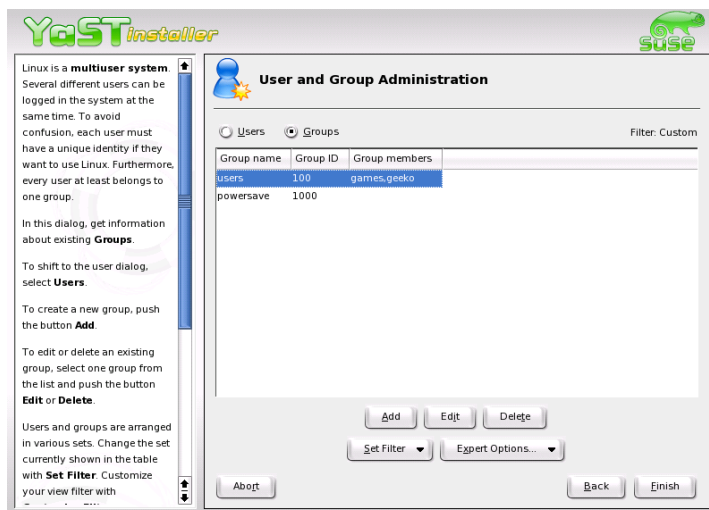 YaST Installer
SUSE
Linux is a multiuser system.
Several different users can be
logged in the system at the
same time. To avoid
confusion, each user must
have a unique identity if they
want to use Linux. Furthermore,
every user at least belongs to
one group.
In this dialog, get information
about existing Groups.
To shift to the user dialog,
select Users.
To create a new group, push
the button Add.
To edit or delete an existing
group, select one group from
the list and push the button
Edit or Delete.
Users and groups are arranged
in various sets. Change the set
currently shown in the table
with Set Filter. Customize
your view filter with
User and Group Administration
Users Groups Filter: Custom
Group name Group ID Group members
users 100 games,geeko
powersave 1000
Add Edit Delete
Set Filter Expert Options...
Abort Back Finish